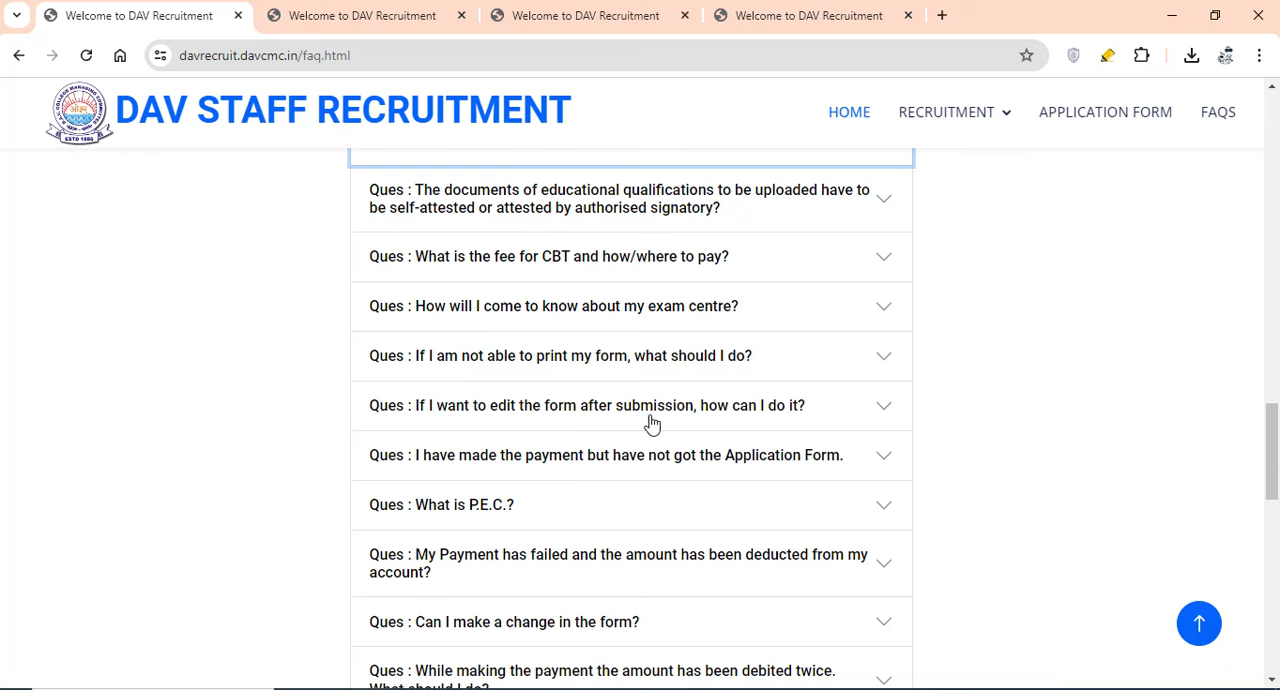 Welcome to DAV Recruitment
Welcome to DAV Recruitment
Welcome to DAV Recruitment
Welcome to DAV Recruitment
davrecruit.davcmc.in/faq.html
DAV STAFF RECRUITMENT
HOME
RECRUITMENT
APPLICATION FORM
FAQS
Ques : The documents of educational qualifications to be uploaded have to
be self-attested or attested by authorised signatory?
Ques : What is the fee for CBT and how/where to pay?
Ques : How will I come to know about my exam centre?
Ques : If I am not able to print my form, what should I do?
Ques : If I want to edit the form after submission, how can I do it?
Ques : I have made the payment but have not got the Application Form.
Ques : What is P.E.C.?
Ques : My Payment has failed and the amount has been deducted from my
account?
Ques : Can I make a change in the form?
Ques : While making the payment the amount has been debited twice.
What should I do?